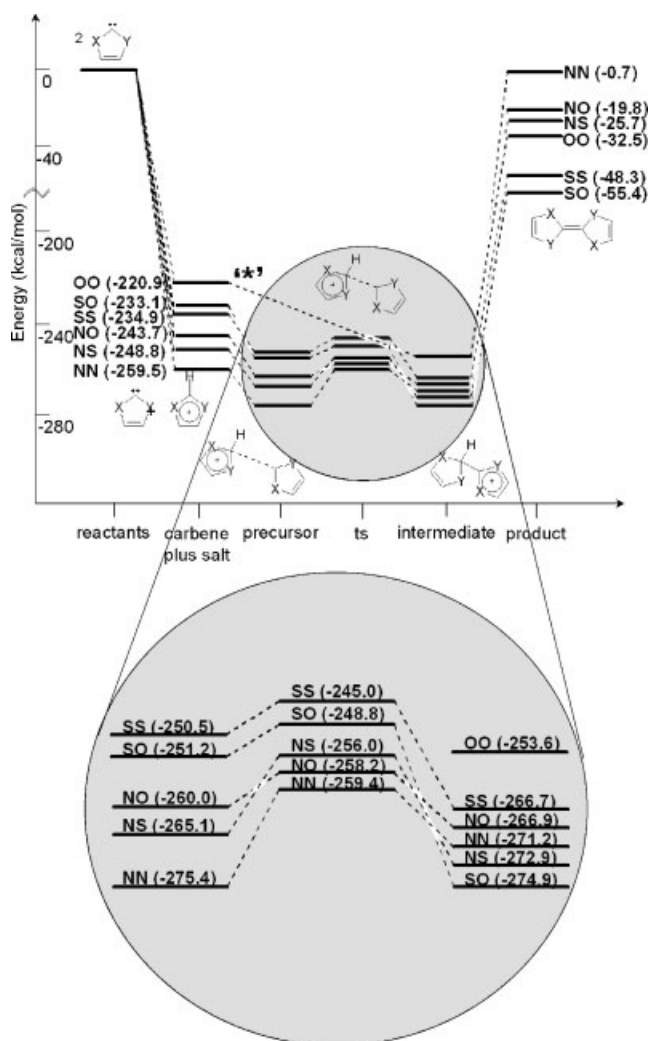 2
X
Y
0
-40
-200
-240
-280
Energy (kcal/mol)
NN (-0.7)
NO (-19.8)
NS (-25.7)
OO (-32.5)
SS (-48.3)
SO (-55.4)
X
Y
Y
X
OO (-220.9)
SO (-233.1)
SS (-234.9)
NO (-243.7)
NS (-248.8)
NN (-259.5)
"*"
H
X
Y
Y
X
H
X
Y
+
X
Y
+
H
X
Y
Y
X
H
X
Y
Y
X
+
reactants
carbene
plus salt
precursor
ts
intermediate
product
SS (-245.0)
SO (-248.8)
NS (-256.0)
NO (-258.2)
NN (-259.4)
SS (-250.5)
SO (-251.2)
NO (-260.0)
NS (-265.1)
NN (-275.4)
OO (-253.6)
SS (-266.7)
NO (-266.9)
NN (-271.2)
NS (-272.9)
SO (-274.9)